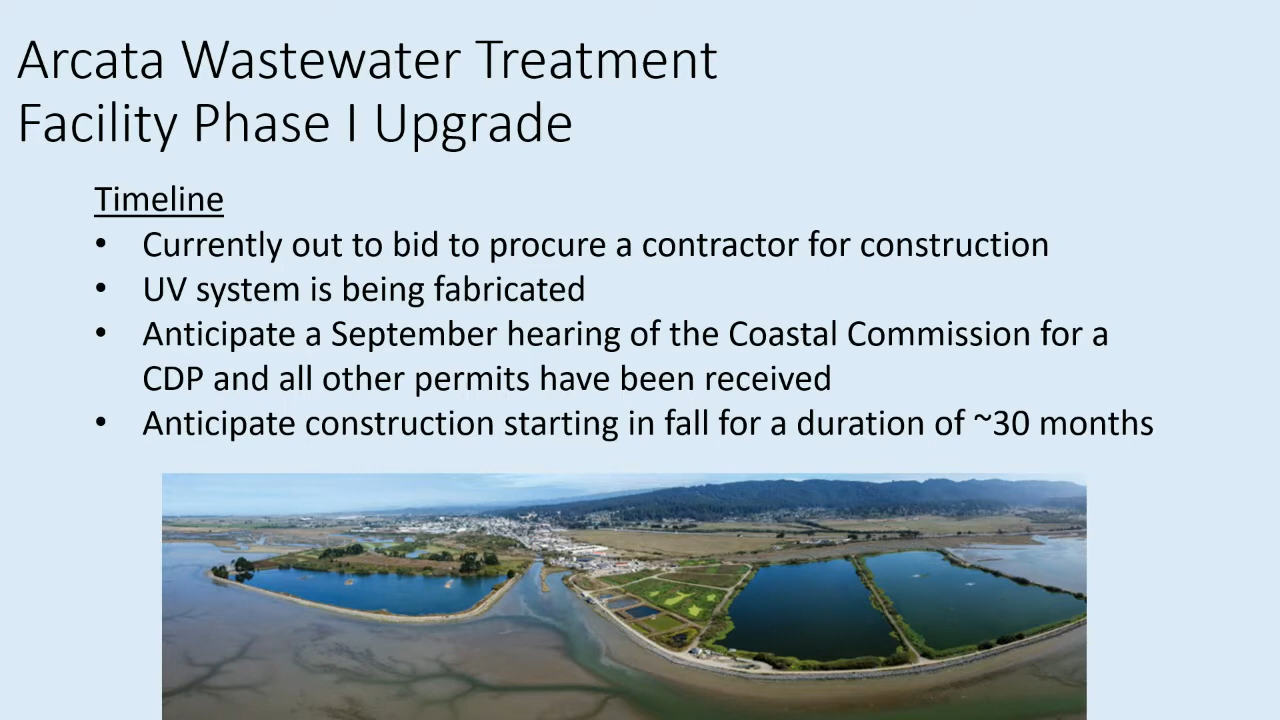 Arcata Wastewater Treatment
Facility Phase I Upgrade
Timeline
• Currently out to bid to procure a contractor for construction
• UV system is being fabricated
• Anticipate a September hearing of the Coastal Commission for a
CDP and all other permits have been received
• Anticipate construction starting in fall for a duration of ~30 months